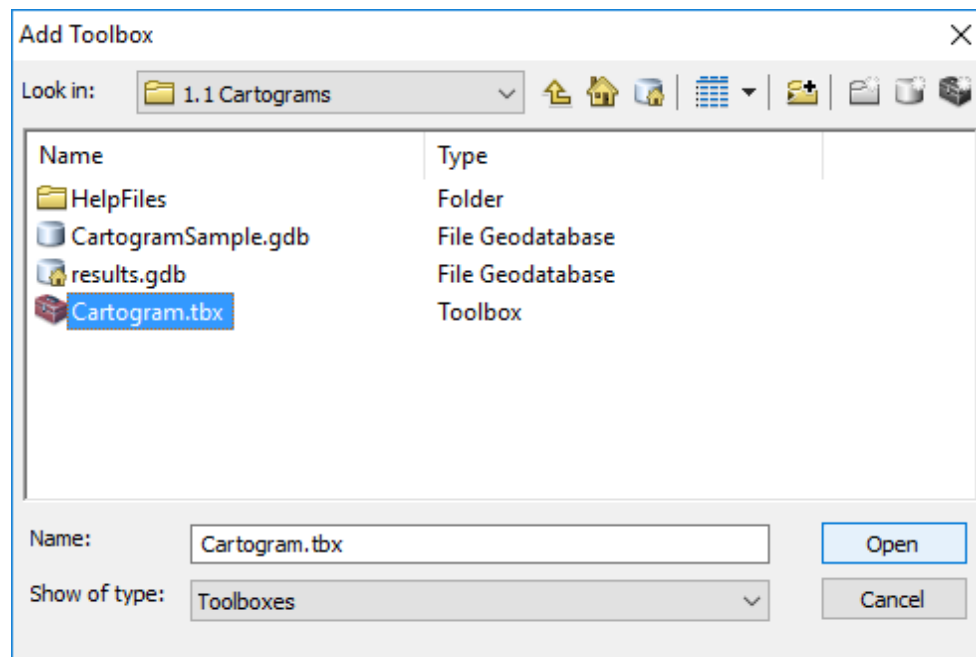 Add Toolbox
Look in: 1.1 Cartograms
Name Type
HelpFiles Folder
CartogramSample.gdb File Geodatabase
results.gdb File Geodatabase
Cartogram.tbx Toolbox
Name: Cartogram.tbx Open
Show of type: Toolboxes Cancel